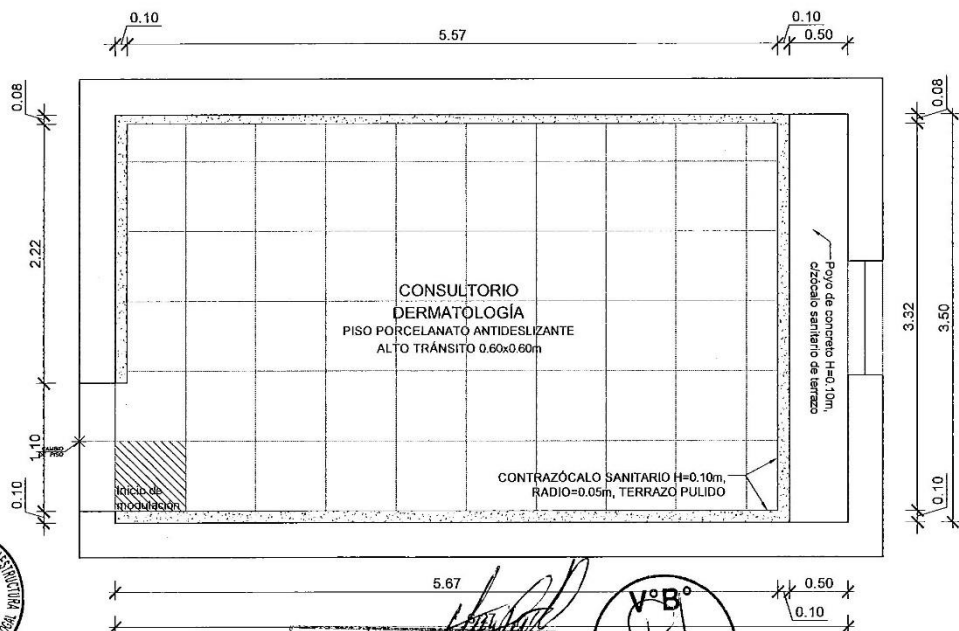 0.10
0.10
5.57
0.50
0.08
0.08
2.22
CONSULTORIO
DERMATOLOGÍA
PISO PORCELANATO ANTIDESLIZANTE
ALTO TRÁNSITO 0.60x0.60m
Poyo de concreto H=0.10m,
c/zócalo sanitario de terrazo
3.32
3.50
1.10
CONTRAZÓCALO SANITARIO H=0.10m,
RADIO=0.05m, TERRAZO PULIDO
Inicio de
modulación
0.10
0.10
5.67
0.50
0.10
V°B°